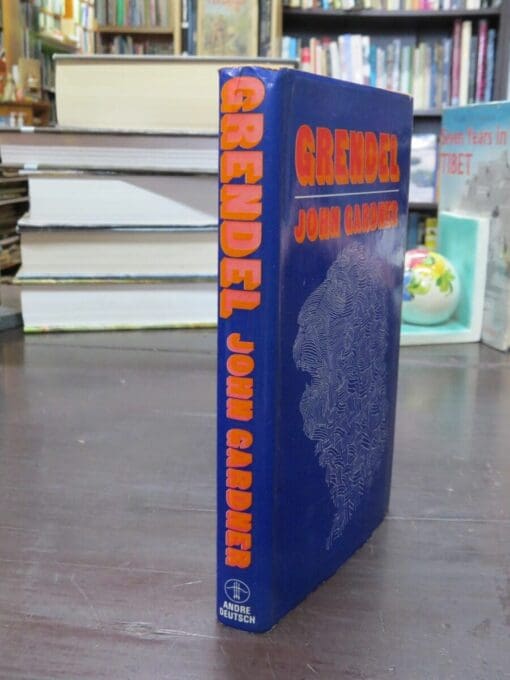 GRENDEL JOHN GARDNER
ANDRE
DEUTSCH
GRENDEL
JOHN GARDNER
Seven Years in
TIBET